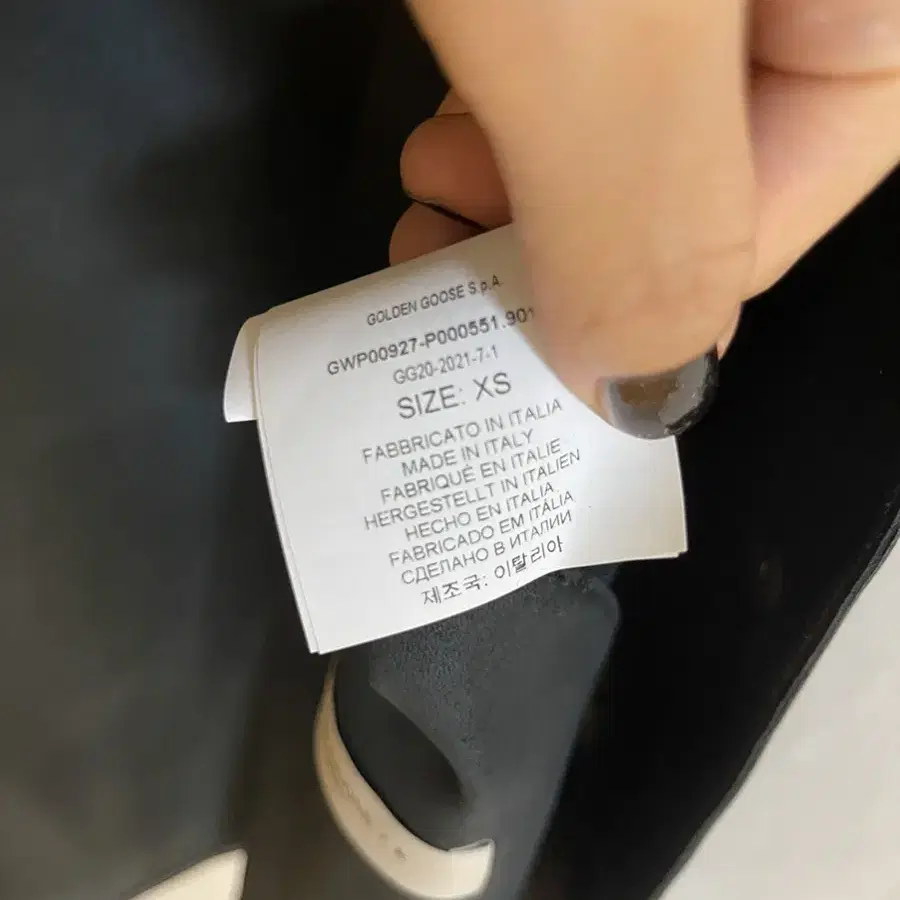 GOLDEN GOOSE S.p.A.
GWP00927-P000551.901
GG20-2021-7-1
SIZE: XS
FABBRICATO IN ITALIA
MADE IN ITALY
FABRIQUÉ EN ITALIE
HERGESTELLT IN ITALIEN
HECHO EN ITALIA
FABRICADO EM ITÁLIA
СДЕЛАНО В ИТАЛИИ
제조국: 이탈리아